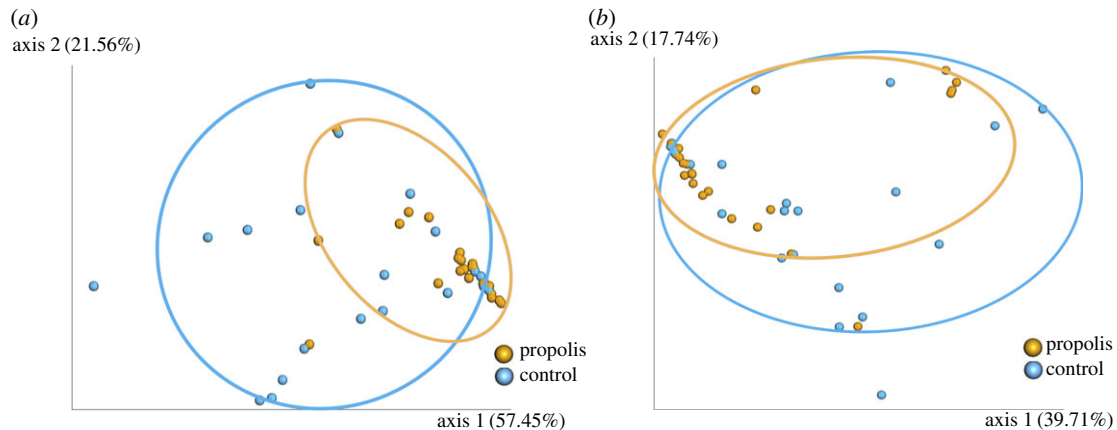 (a)
axis 2 (21.56%)
propolis
control
axis 1 (57.45%)
(b)
axis 2 (17.74%)
propolis
control
axis 1 (39.71%)